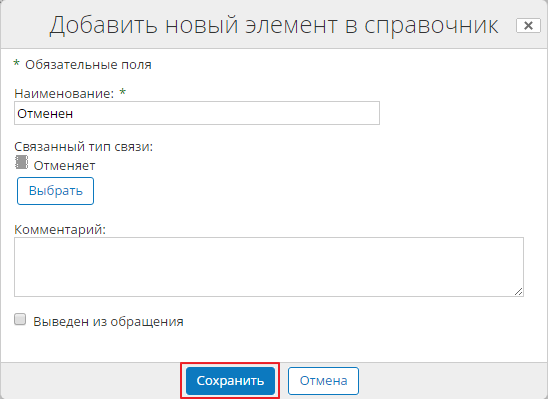 Добавить новый элемент в справочник
* Обязательные поля
Наименование: *
Отменен
Связанный тип связи:
Отменяет
Выбрать
Комментарий:
Выведен из обращения
Сохранить Отмена